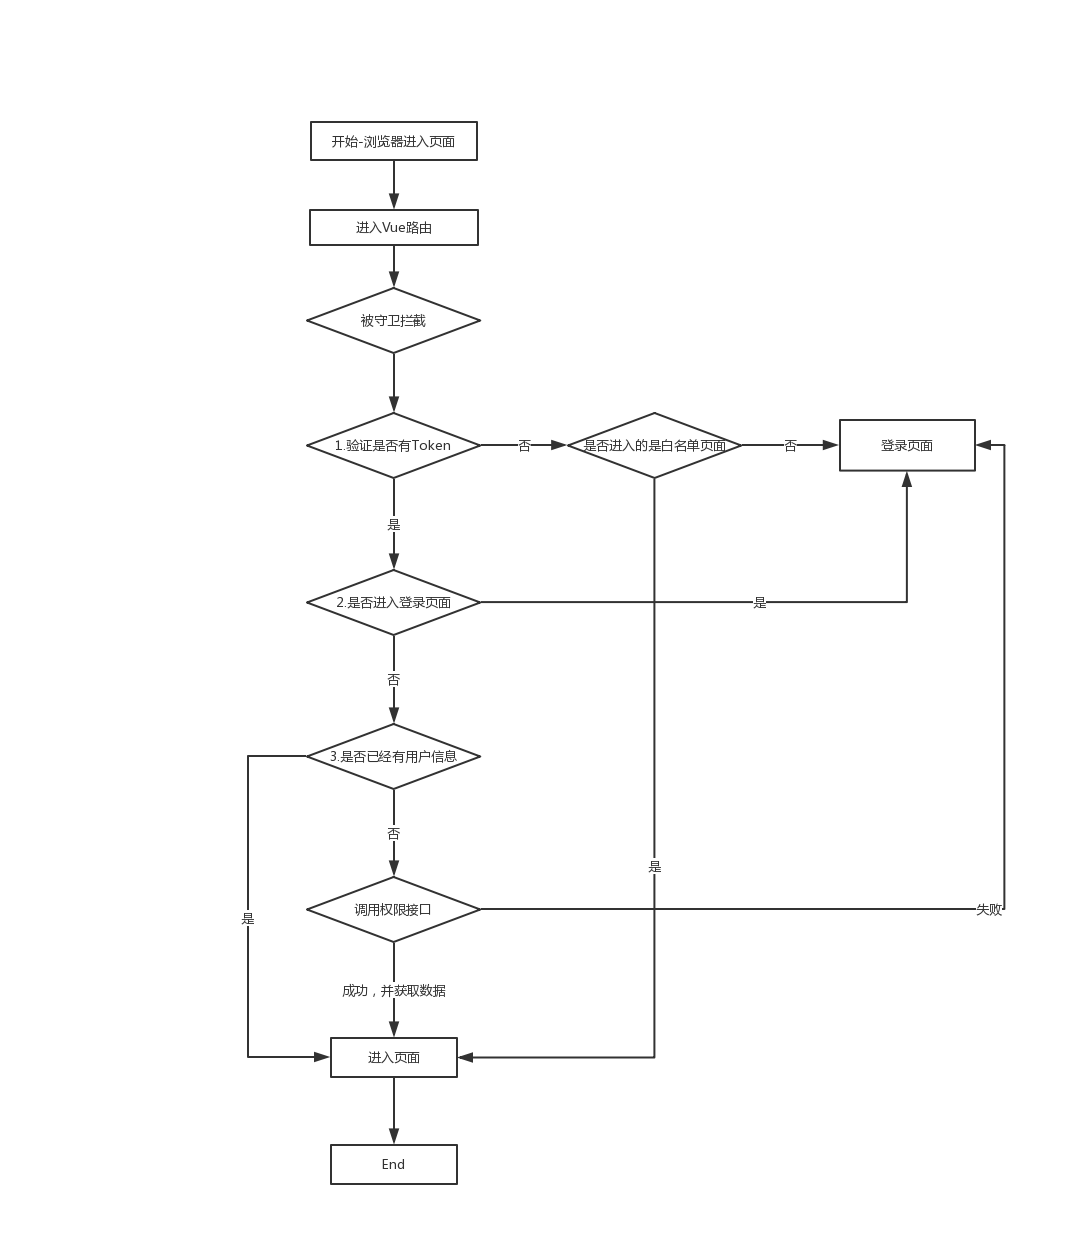 开始-浏览器进入页面
进入Vue路由
被守卫拦截
1.验证是否有Token
否
是否进入的是白名单页面
否
登录页面
是
2.是否进入登录页面
是
否
3.是否已经有用户信息
否
是
调用权限接口
失败
是
成功，并获取数据
进入页面
End